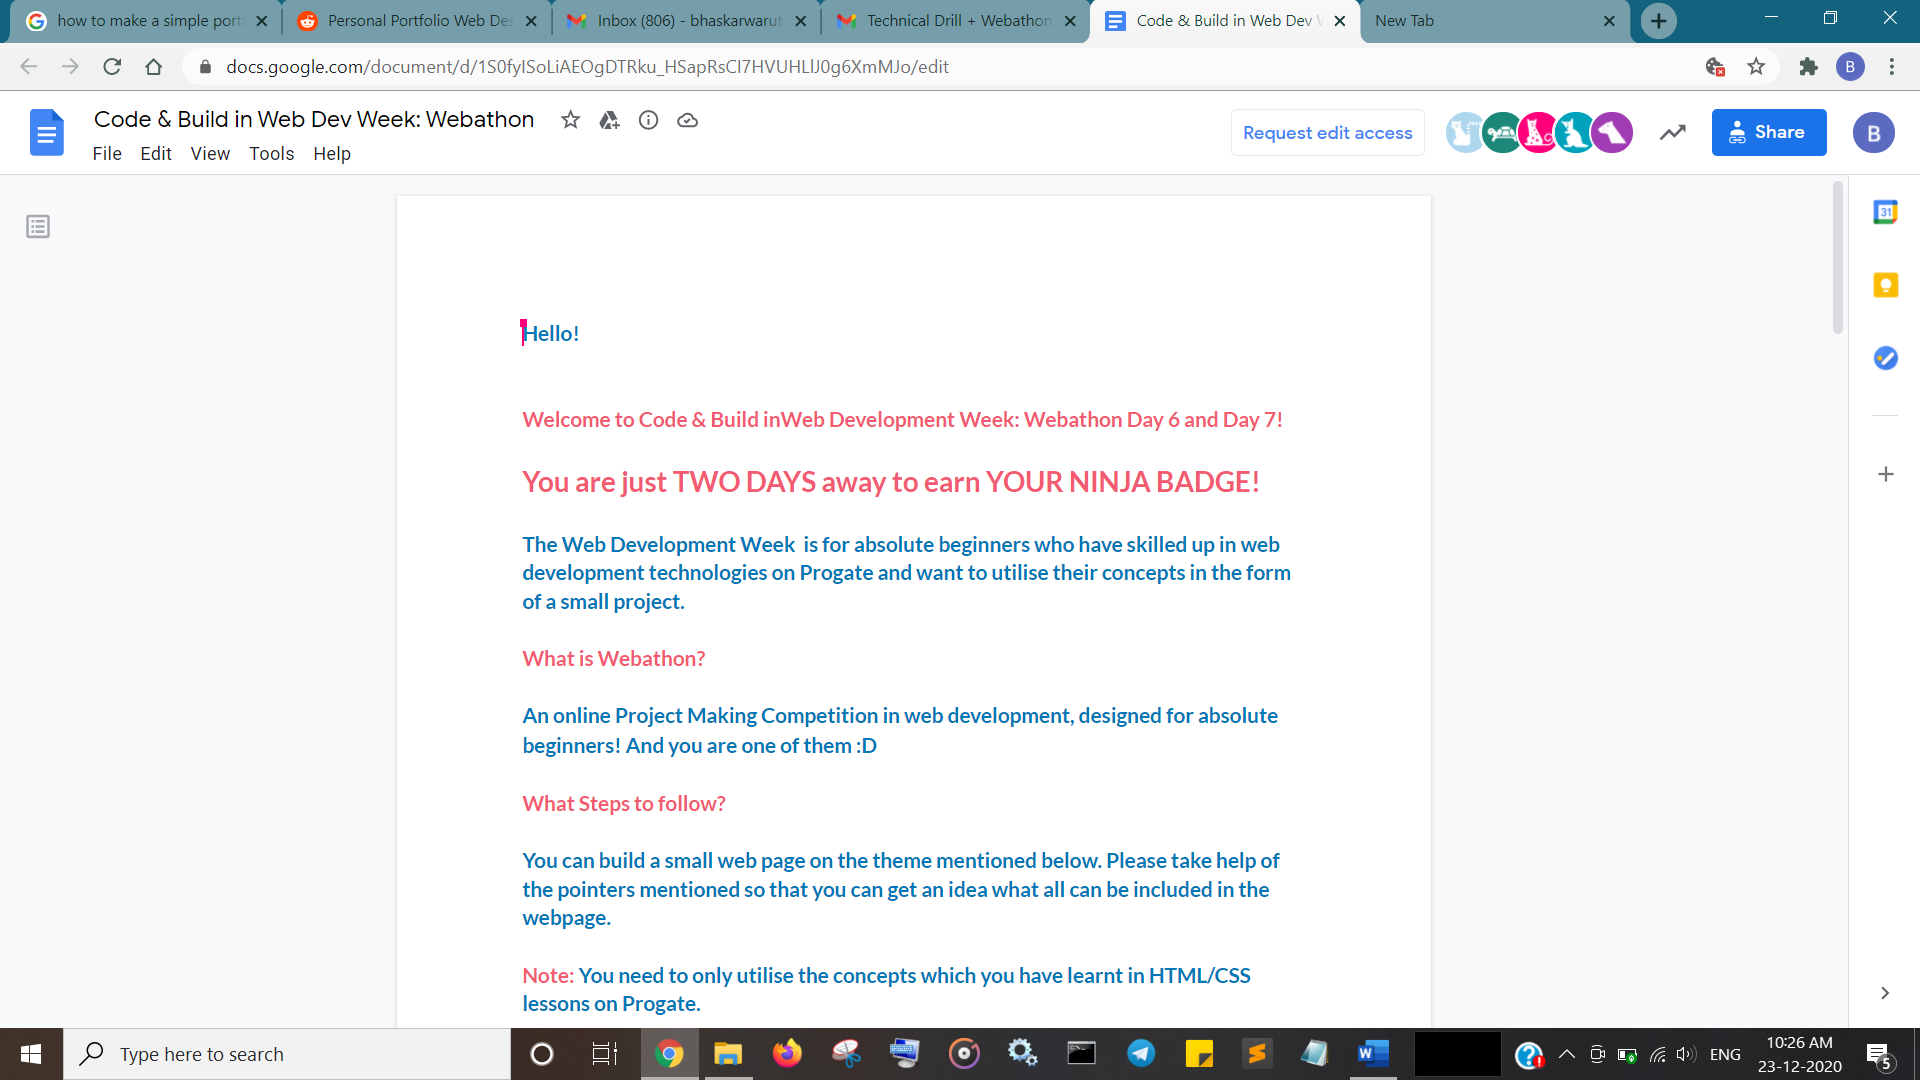 how to make a simple port
Personal Portfolio Web Des
Inbox (806) - bhaskarwarut
Technical Drill + Webathon
Code & Build in Web Dev W
New Tab
docs.google.com/document/d/1S0fyISoLiAEOgDTRku_HSapRsCI7HVUHLlJ0g6XmMJo/edit
B
Code & Build in Web Dev Week: Webathon
File Edit View Tools Help
Request edit access
Share
B
31
Hello!
Welcome to Code & Build inWeb Development Week: Webathon Day 6 and Day 7!
You are just TWO DAYS away to earn YOUR NINJA BADGE!
The Web Development Week  is for absolute beginners who have skilled up in web
development technologies on Progate and want to utilise their concepts in the form
of a small project.
What is Webathon?
An online Project Making Competition in web development, designed for absolute
beginners! And you are one of them :D
What Steps to follow?
You can build a small web page on the theme mentioned below. Please take help of
the pointers mentioned so that you can get an idea what all can be included in the
webpage.
Note: You need to only utilise the concepts which you have learnt in HTML/CSS
lessons on Progate.
Type here to search
ENG
10:26 AM
23-12-2020
5